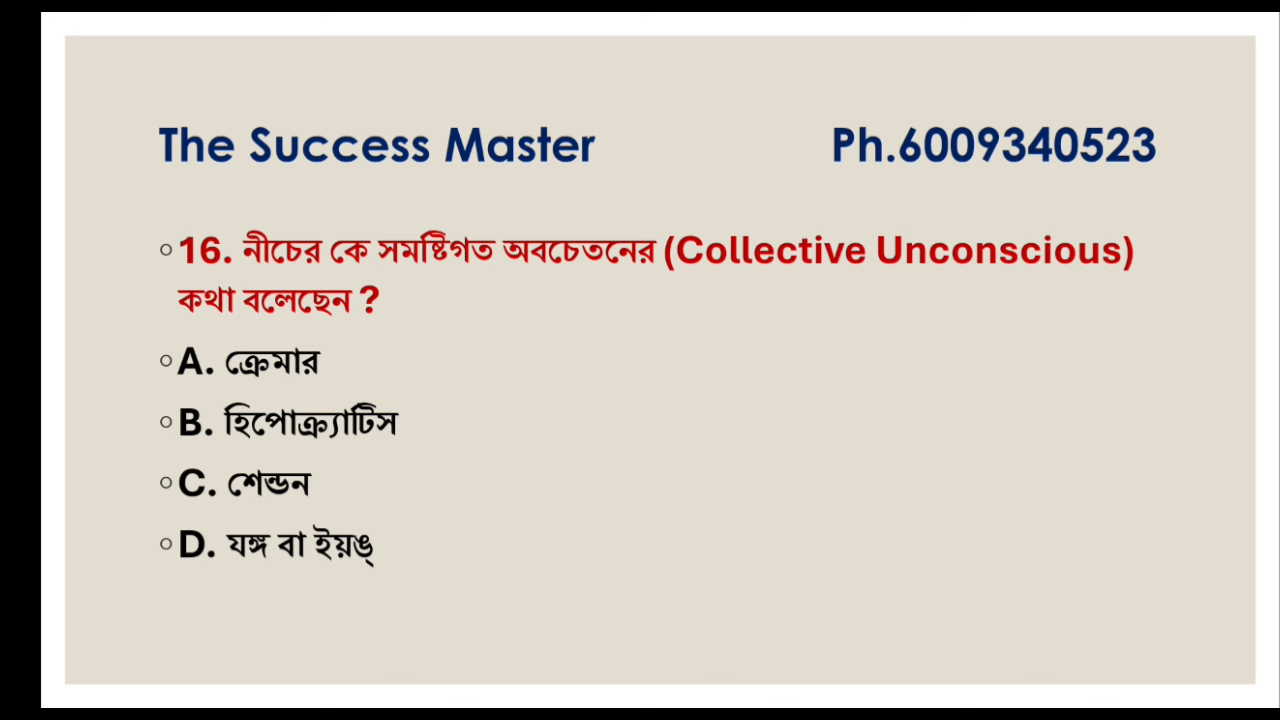 The Success Master Ph.6009340523
16. নীচের কে সমষ্টিগত অবচেতনের (Collective Unconscious)
কথা বলেছেন ?
A. ক্রেমার
B. হিপোক্র্যাটিস
C. শেন্ডন
D. যঙ্গ বা ইয়ঙ্